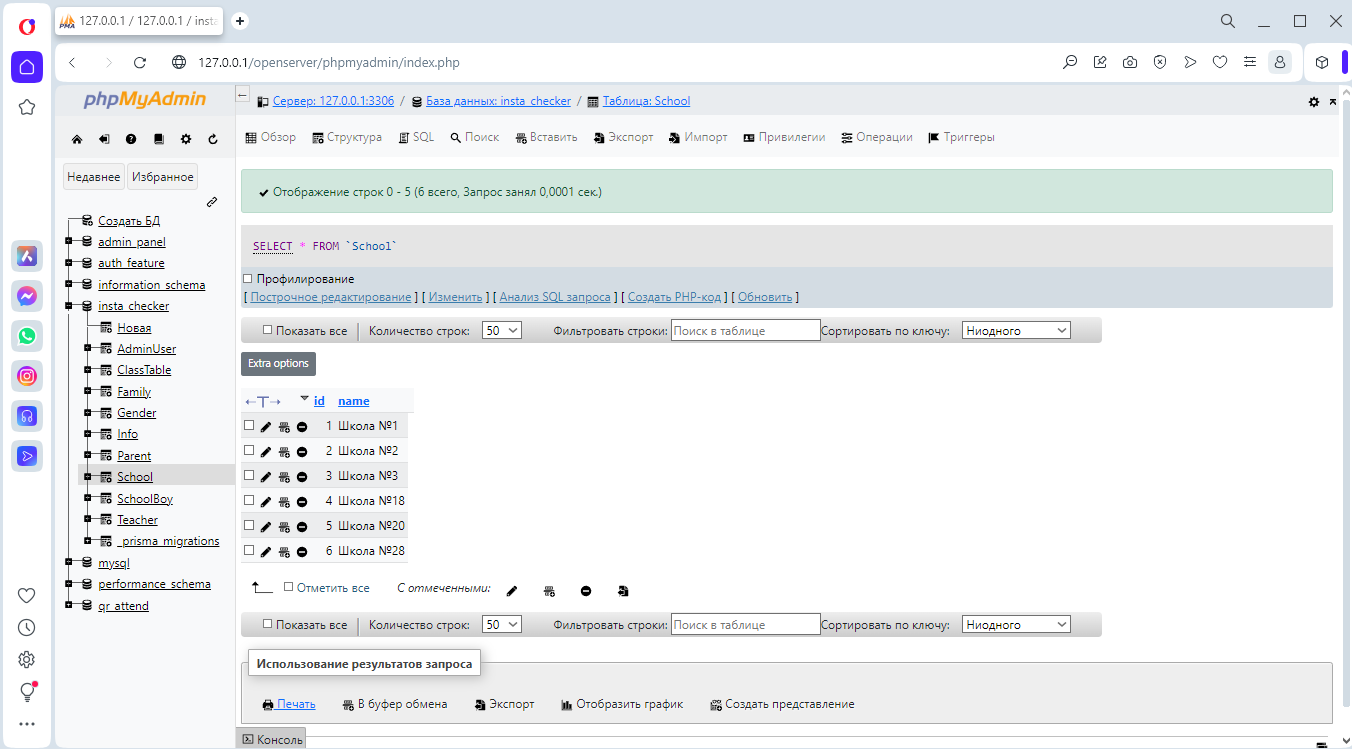 127.0.0.1 / 127.0.0.1 / insta
127.0.0.1/openserver/phpmyadmin/index.php
phpMyAdmin
Недавнее Избранное
Создать БД
admin_panel
auth_feature
information_schema
insta_checker
Новая
AdminUser
ClassTable
Family
Gender
Info
Parent
School
SchoolBoy
Teacher
_prisma_migrations
mysql
performance_schema
qr_attend
Сервер: 127.0.0.1:3306 / База данных: insta_checker / Таблица: School
Обзор Структура SQL Поиск Вставить Экспорт Импорт Привилегии Операции Триггеры
Отображение строк 0 - 5 (6 всего, Запрос занял 0,0001 сек.)
SELECT * FROM `School`
Профилирование
[ Построчное редактирование ] [ Изменить ] [ Анализ SQL запроса ] [ Создать PHP-код ] [ Обновить ]
Показать все Количество строк: 50 Фильтровать строки: Поиск в таблице Сортировать по ключу: Ниодного
Extra options
←T→ id name
1 Школа №1
2 Школа №2
3 Школа №3
4 Школа №18
5 Школа №20
6 Школа №28
Отметить все С отмеченными:
Показать все Количество строк: 50 Фильтровать строки: Поиск в таблице Сортировать по ключу: Ниодного
Использование результатов запроса
Печать В буфер обмена Экспорт Отобразить график Создать представление
Консоль